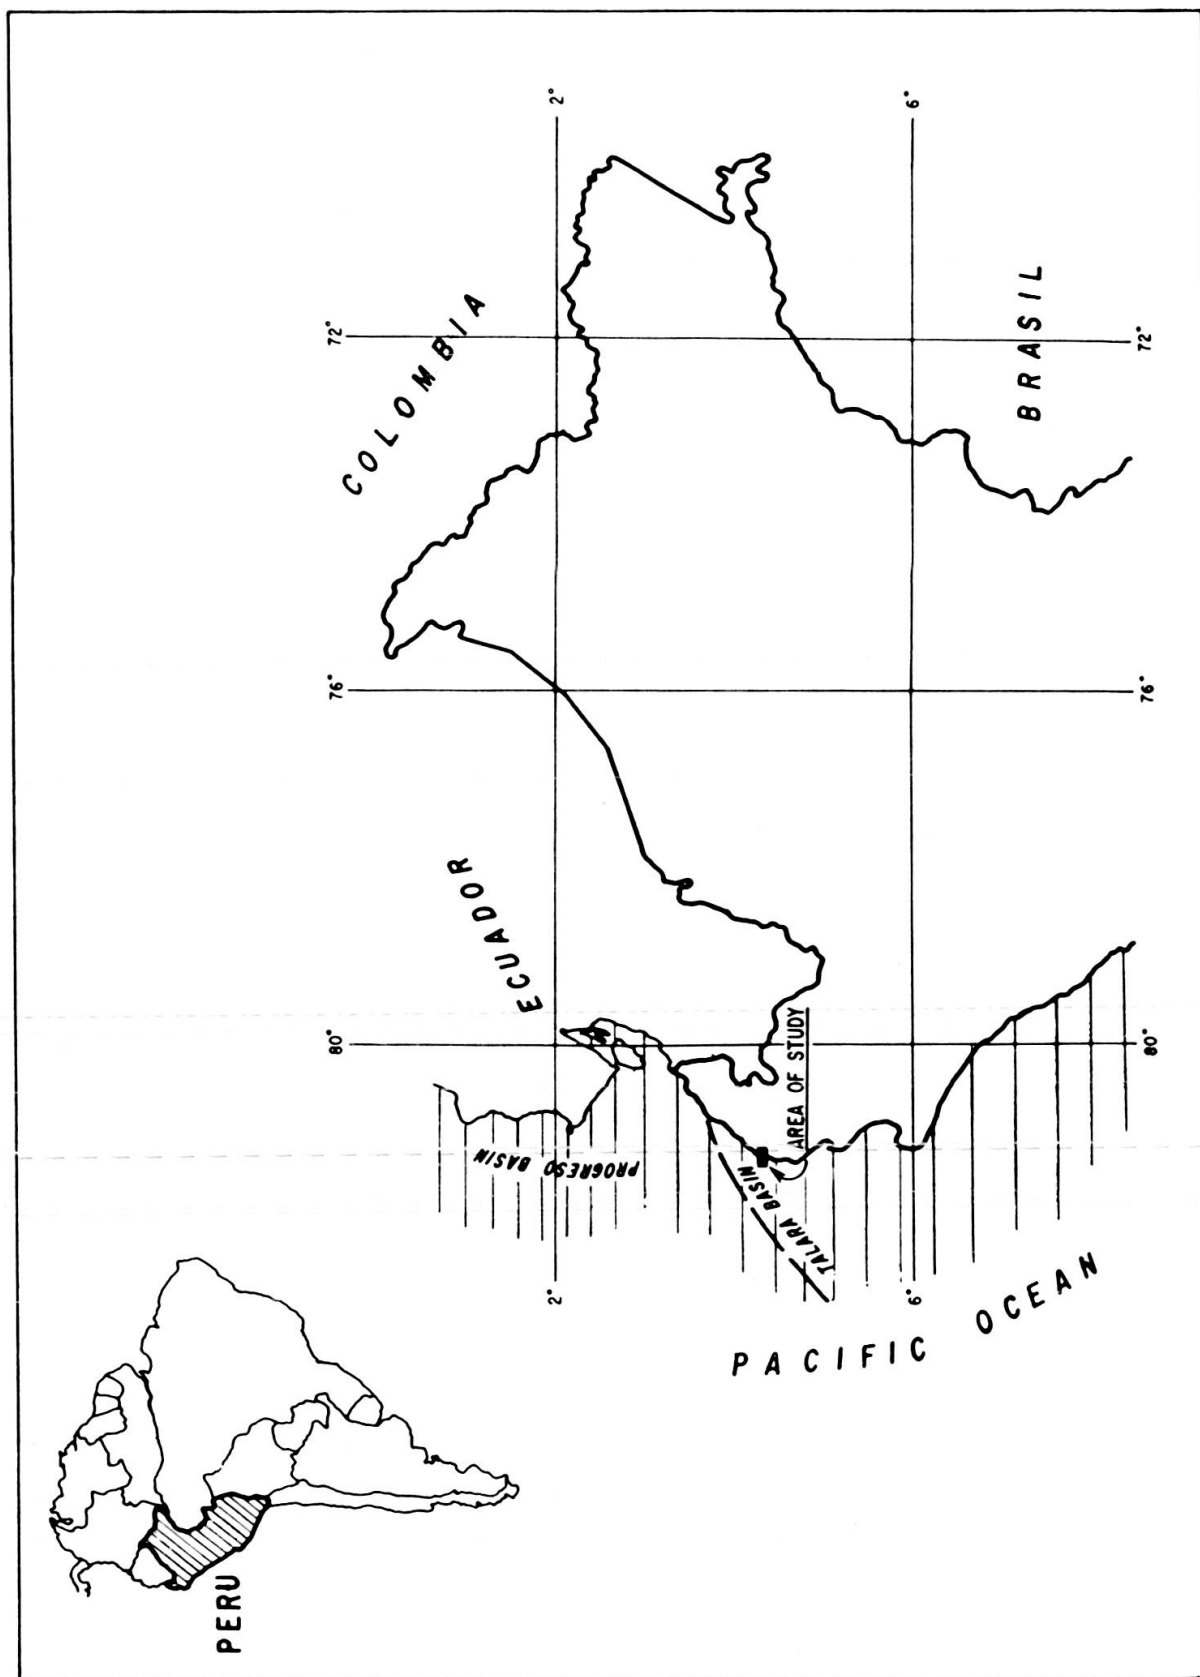 PERU
COLOMBIA
ECUADOR
BRASIL
PACIFIC OCEAN
PROGRESO BASIN
TALARA BASIN
AREA OF STUDY
80°
76°
72°
80°
76°
72°
2°
2°
6°
6°